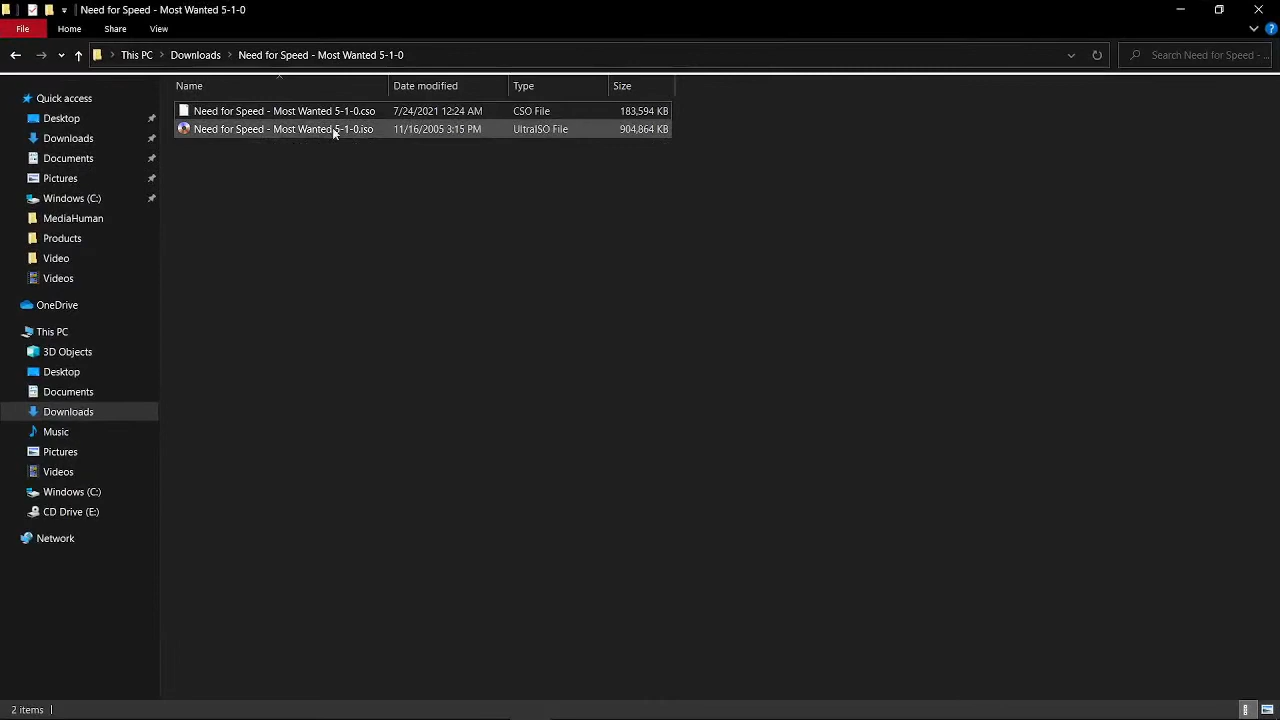 Need for Speed - Most Wanted 5-1-0
File Home Share View
This PC Downloads Need for Speed - Most Wanted 5-1-0 Search Need for Speed - ...
Name Date modified Type Size
Need for Speed - Most Wanted 5-1-0.cso 7/24/2021 12:24 AM CSO File 183,594 KB
Need for Speed - Most Wanted 5-1-0.iso 11/16/2005 3:15 PM UltraISO File 904,864 KB
Quick access
Desktop
Downloads
Documents
Pictures
Windows (C:)
MediaHuman
Products
Video
Videos
OneDrive
This PC
3D Objects
Desktop
Documents
Downloads
Music
Pictures
Videos
Windows (C:)
CD Drive (E:)
Network
2 items